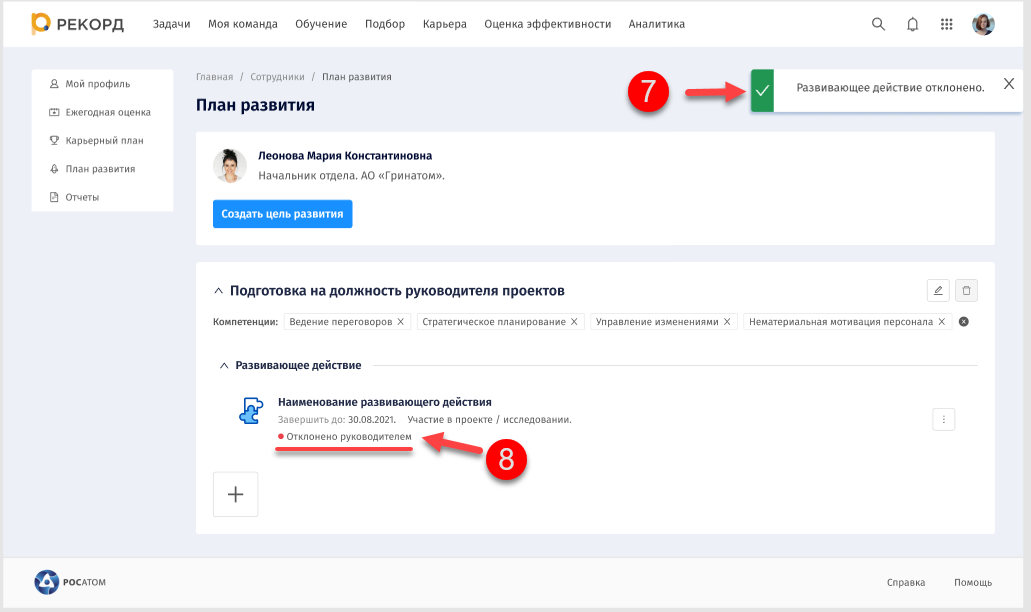 РЕКОРД Задачи Моя команда Обучение Подбор Карьера Оценка эффективности Аналитика
Мой профиль
Ежегодная оценка
Карьерный план
План развития
Отчеты
Главная / Сотрудники / План развития
План развития
7
Развивающее действие отклонено.
Леонова Мария Константиновна
Начальник отдела. АО «Гринатом».
Создать цель развития
Подготовка на должность руководителя проектов
Компетенции: Ведение переговоров X Стратегическое планирование X Управление изменениями X Нематериальная мотивация персонала X
Развивающее действие
Наименование развивающего действия
Завершить до: 30.08.2021. Участие в проекте / исследовании.
Отклонено руководителем
8
РОСАТОМ
Справка Помощь